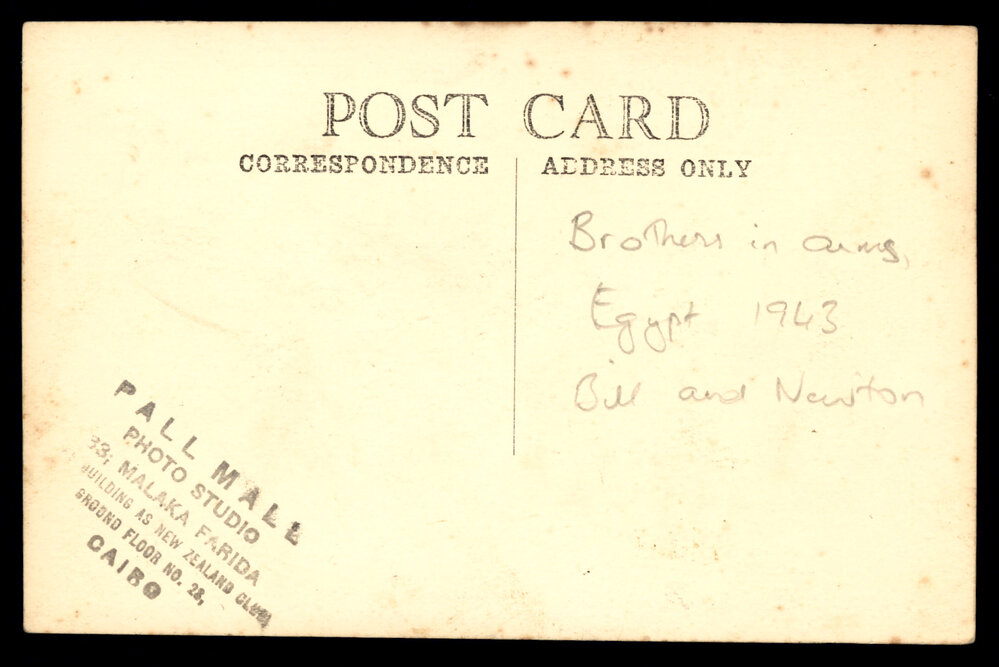 POST CARD
CORRESPONDENCE
ADDRESS ONLY
Brothers in arms,
Egypt 1943
Bill and Newton
PALL MALL
PHOTO STUDIO
33, MALAKA FARIDA
BUILDING AS NEW ZEALAND CLUB
GROUND FLOOR NO. 28,
CAIRO